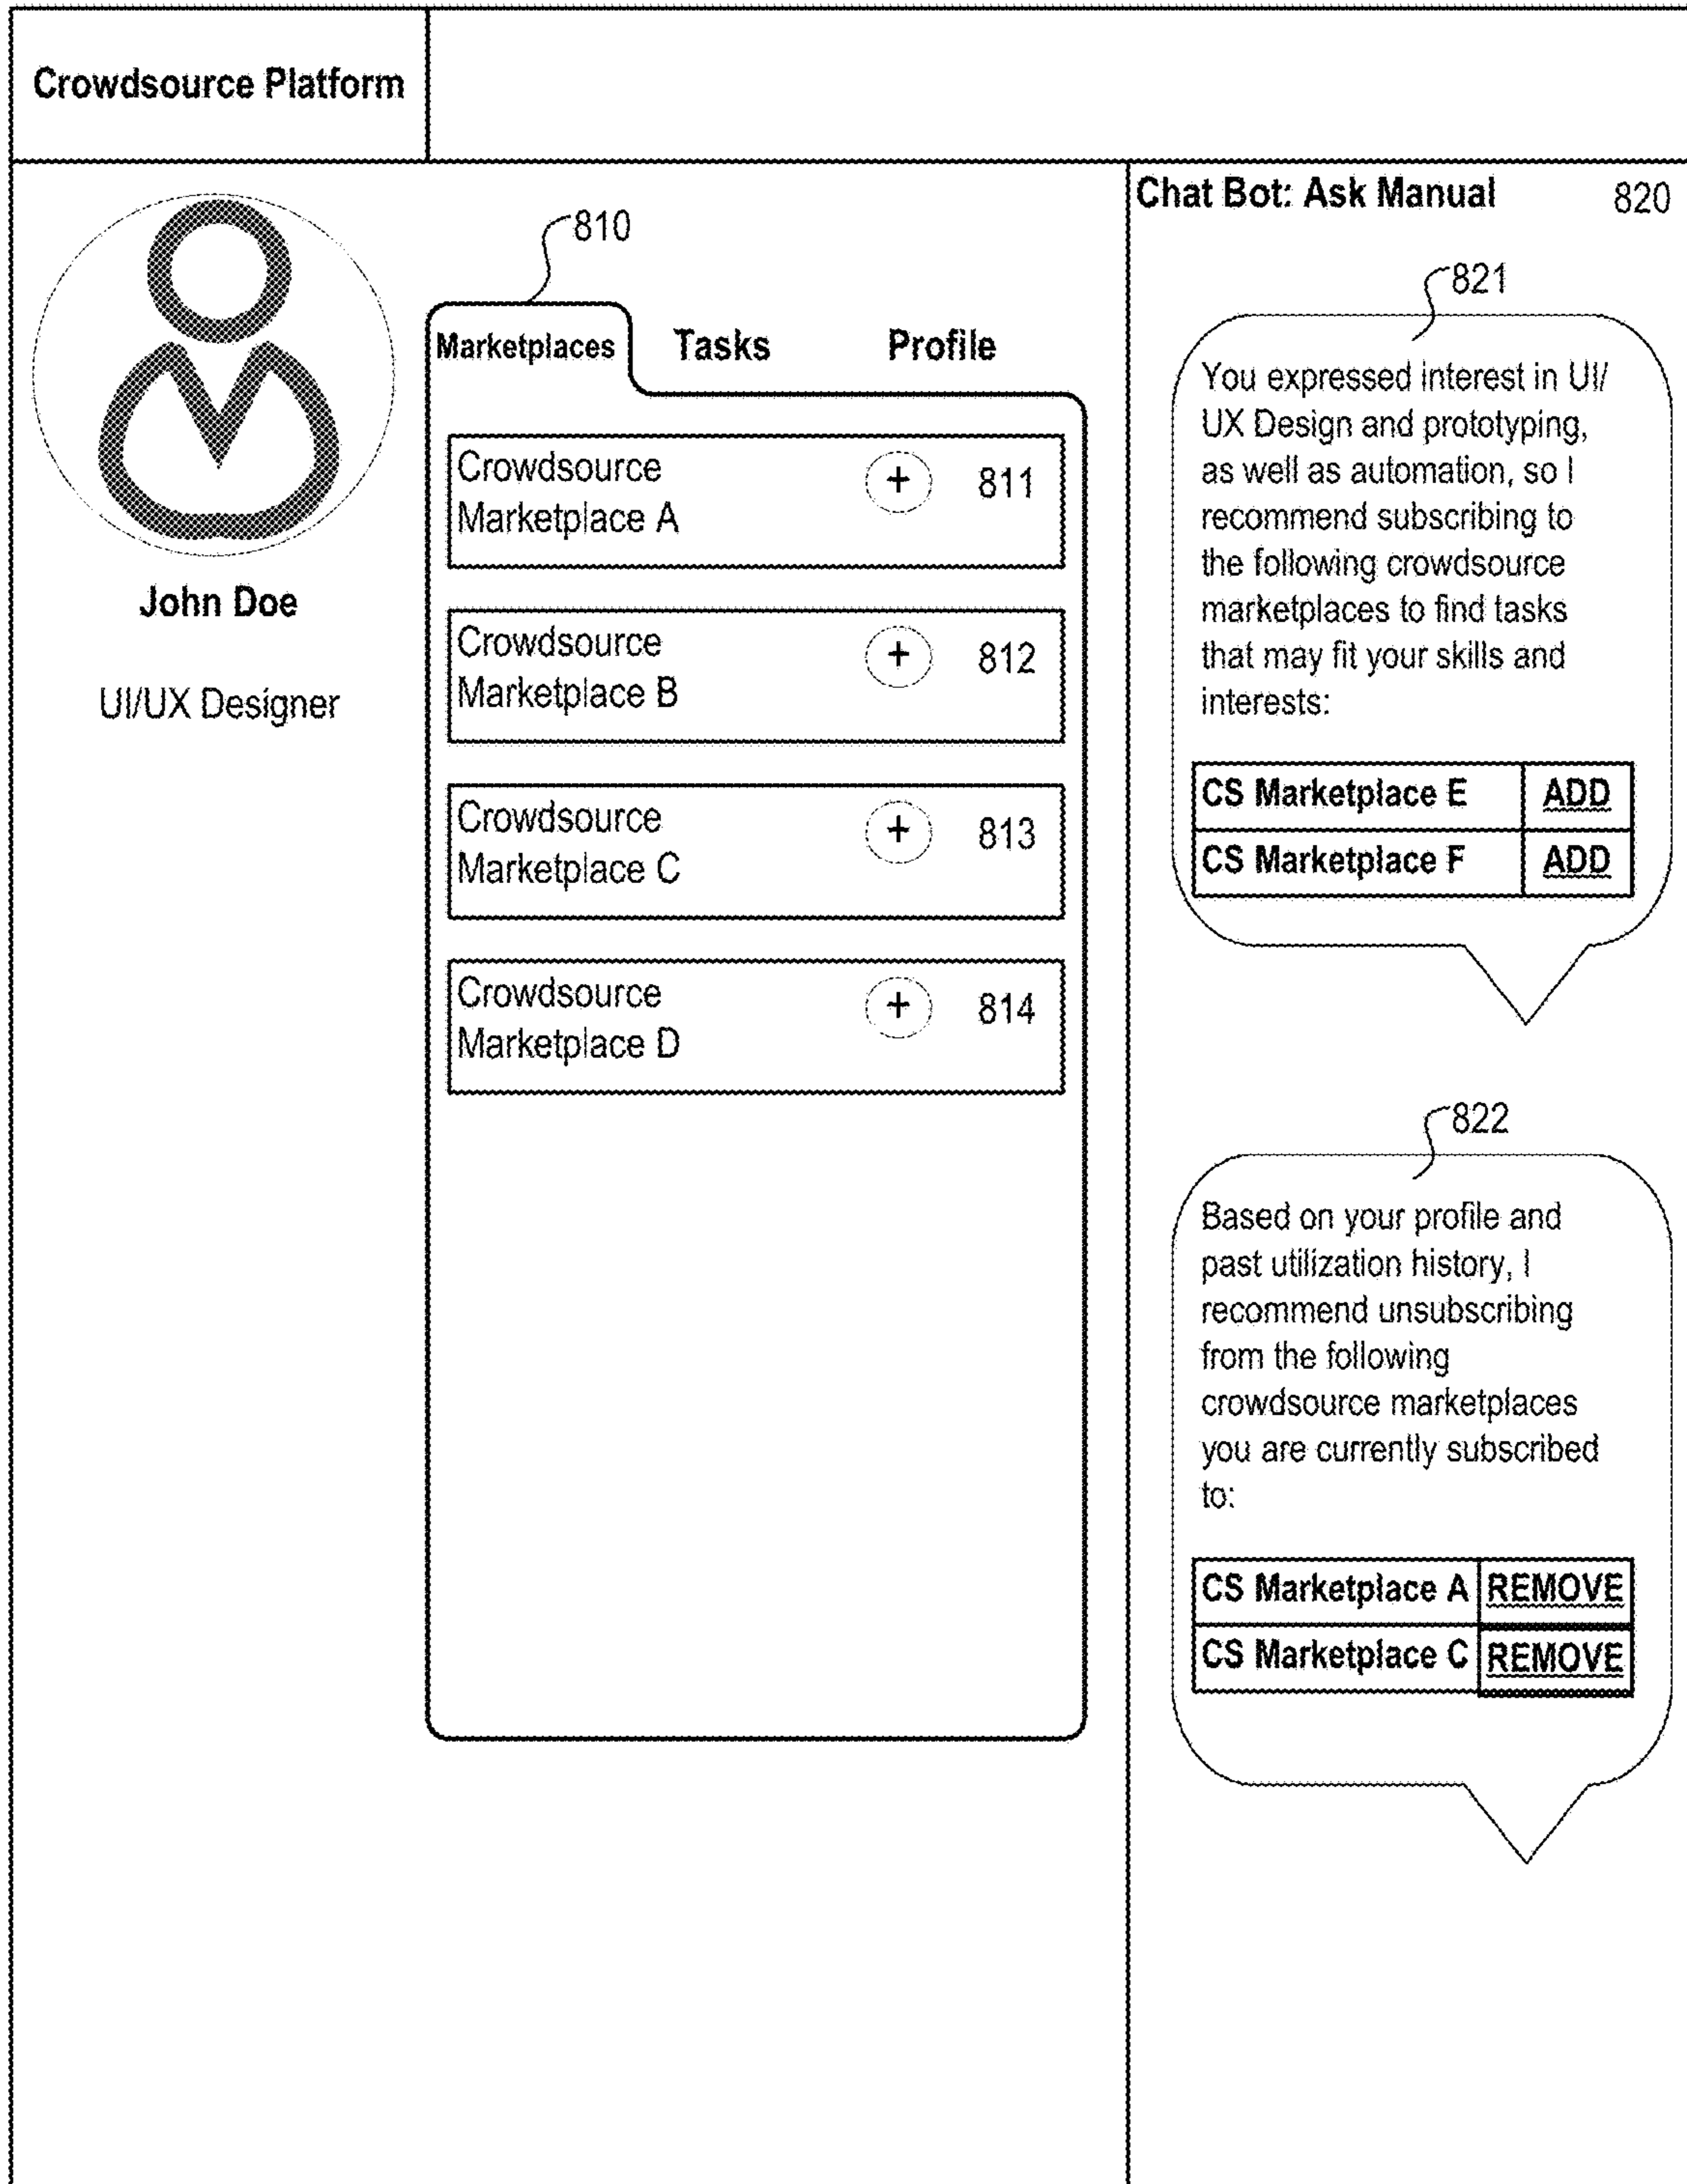 Crowdsource Platform
John Doe
UI/UX Designer
810
Marketplaces Tasks Profile
Crowdsource
Marketplace A
+ 811
Crowdsource
Marketplace B
+ 812
Crowdsource
Marketplace C
+ 813
Crowdsource
Marketplace D
+ 814
Chat Bot: Ask Manual 820
821
You expressed interest in UI/
UX Design and prototyping,
as well as automation, so I
recommend subscribing to
the following crowdsource
marketplaces to find tasks
that may fit your skills and
interests:
CS Marketplace E ADD
CS Marketplace F ADD
822
Based on your profile and
past utilization history, I
recommend unsubscribing
from the following
crowdsource marketplaces
you are currently subscribed
to:
CS Marketplace A REMOVE
CS Marketplace C REMOVE